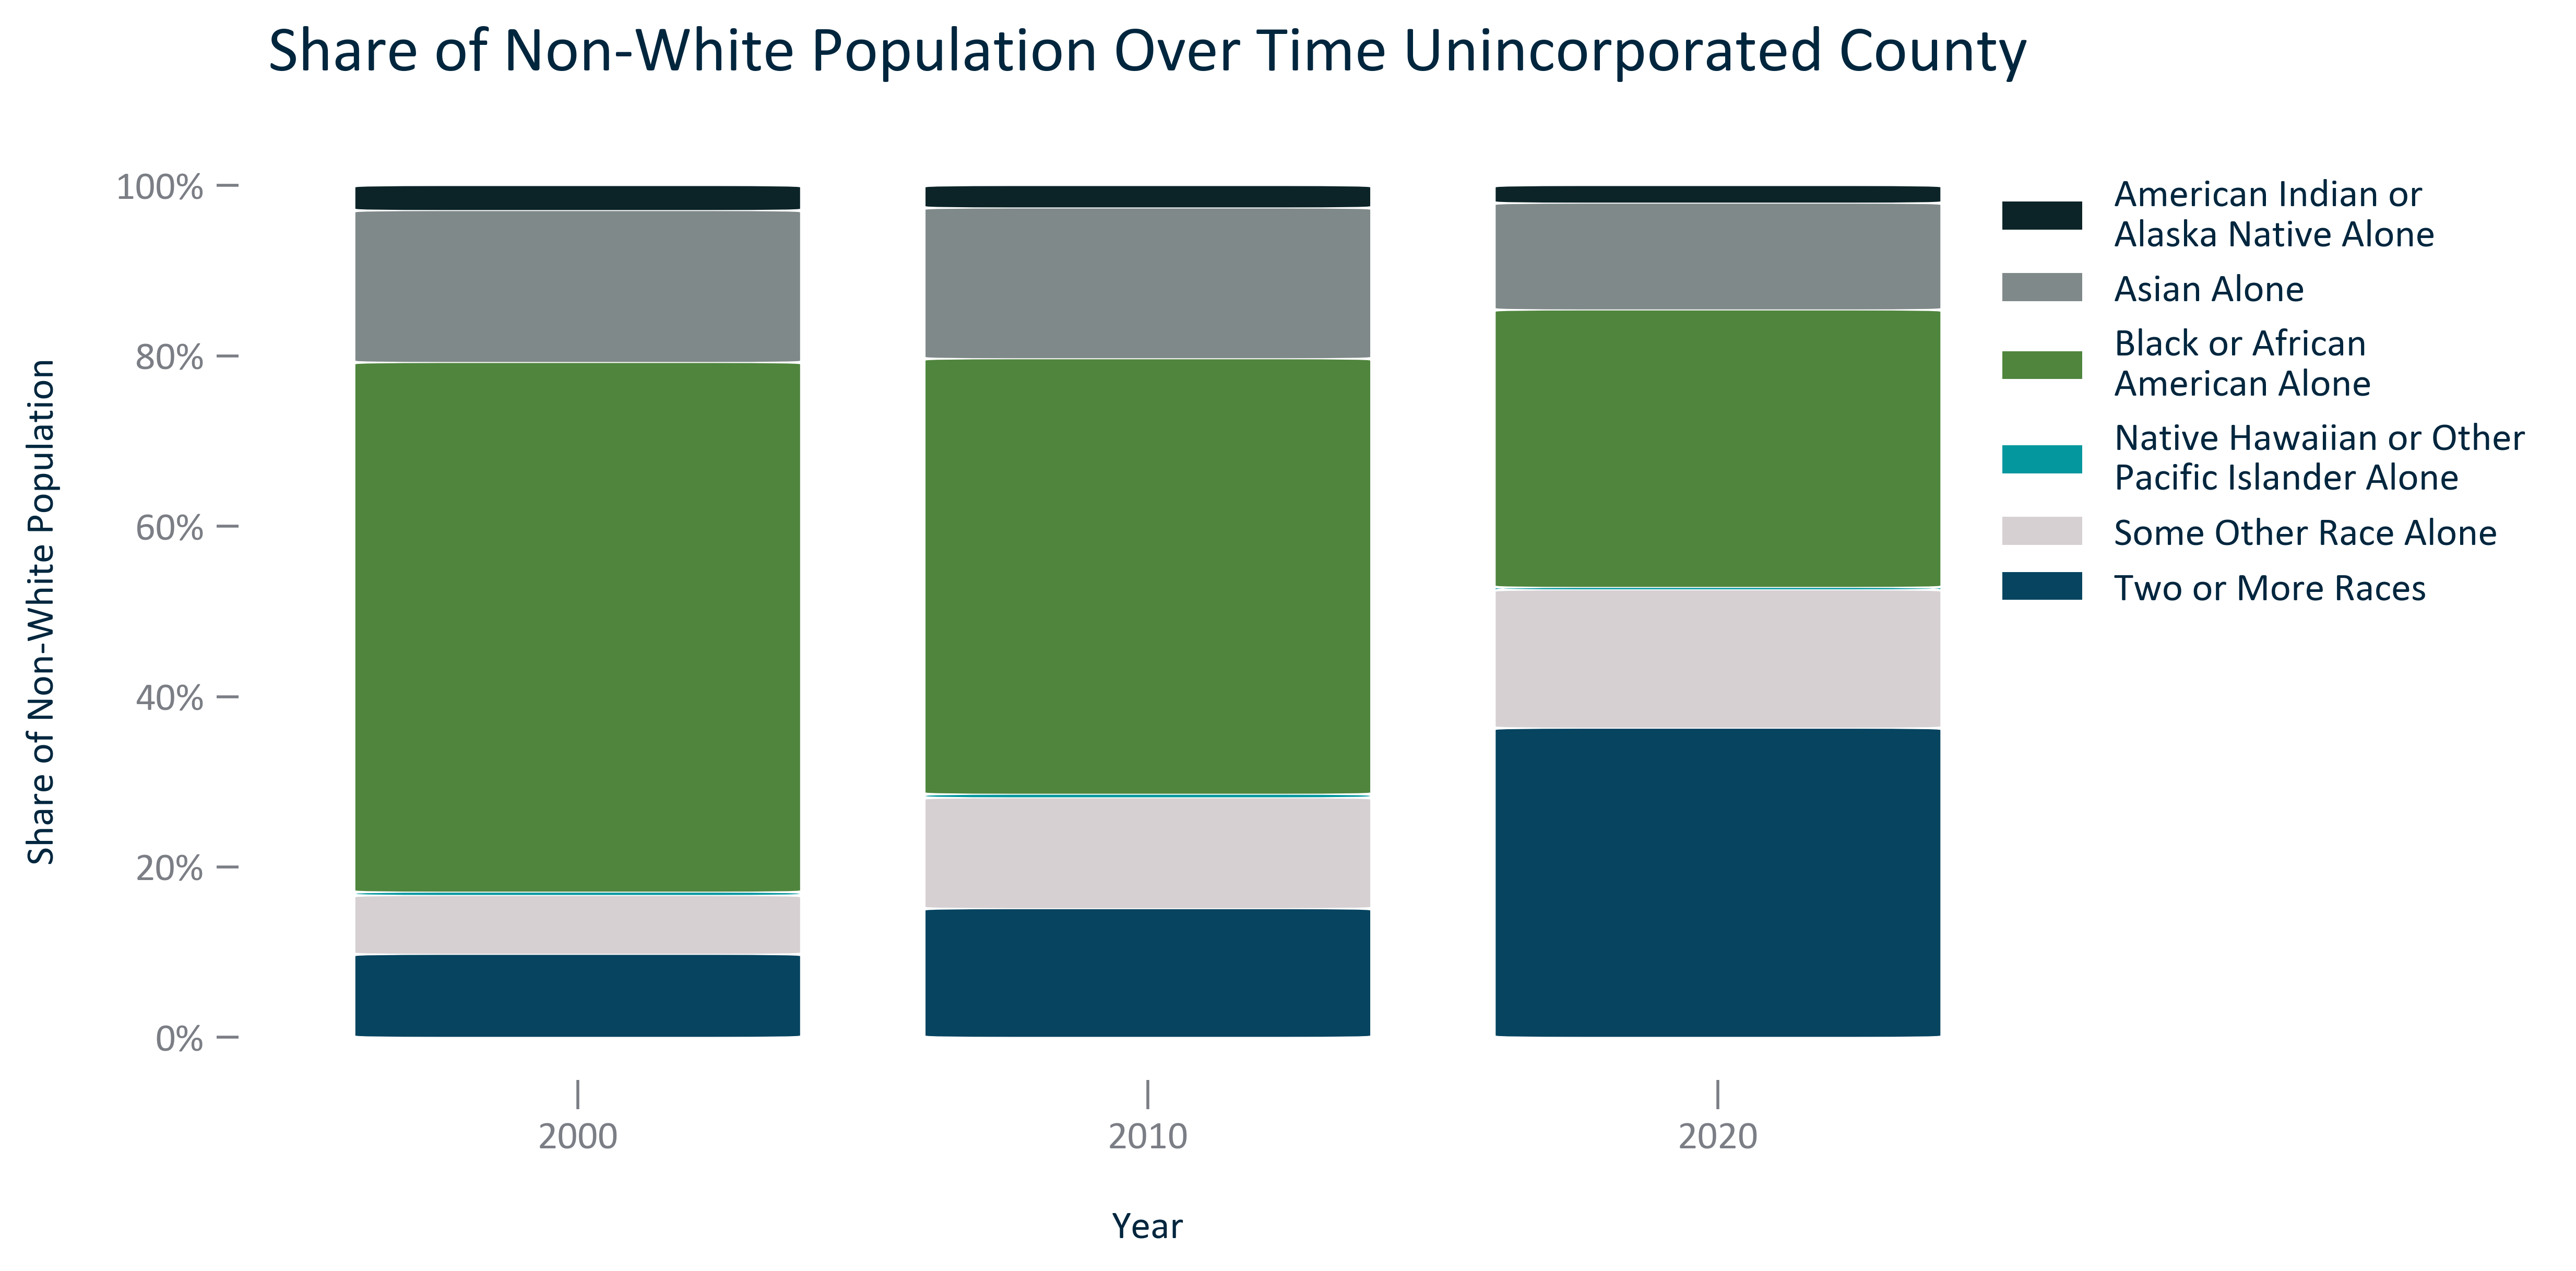 Share of Non-White Population Over Time Unincorporated County
Share of Non-White Population
100%
80%
60%
40%
20%
0%
2000
2010
2020
Year
American Indian or
Alaska Native Alone
Asian Alone
Black or African
American Alone
Native Hawaiian or Other
Pacific Islander Alone
Some Other Race Alone
Two or More Races